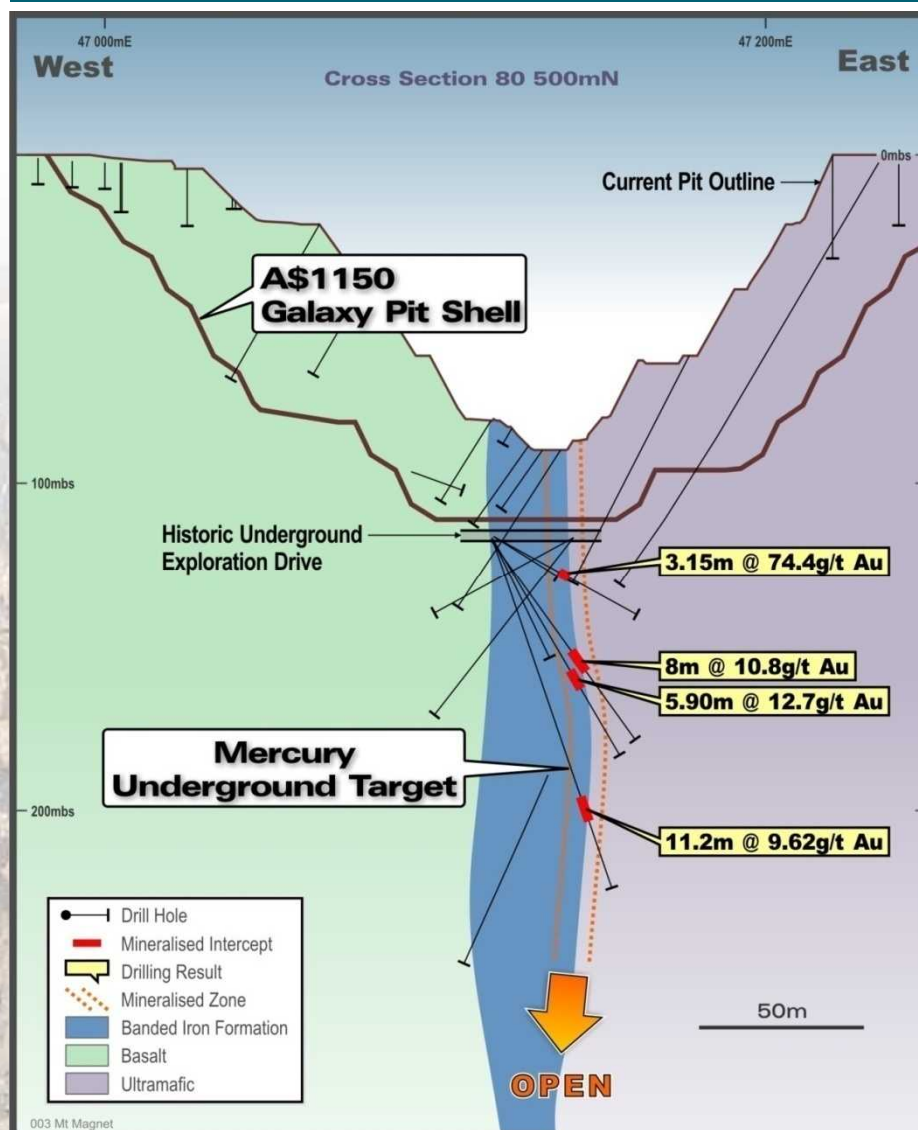 47 000mE
47 200mE
West
East
Cross Section 80 500mN
0mbs
Current Pit Outline
A$1150
Galaxy Pit Shell
100mbs
Historic Underground
Exploration Drive
3.15m @ 74.4g/t Au
8m @ 10.8g/t Au
5.90m @ 12.7g/t Au
Mercury
Underground Target
200mbs
11.2m @ 9.62g/t Au
Drill Hole
Mineralised Intercept
Drilling Result
Mineralised Zone
Banded Iron Formation
Basalt
Ultramafic
50m
OPEN
003 Mt Magnet